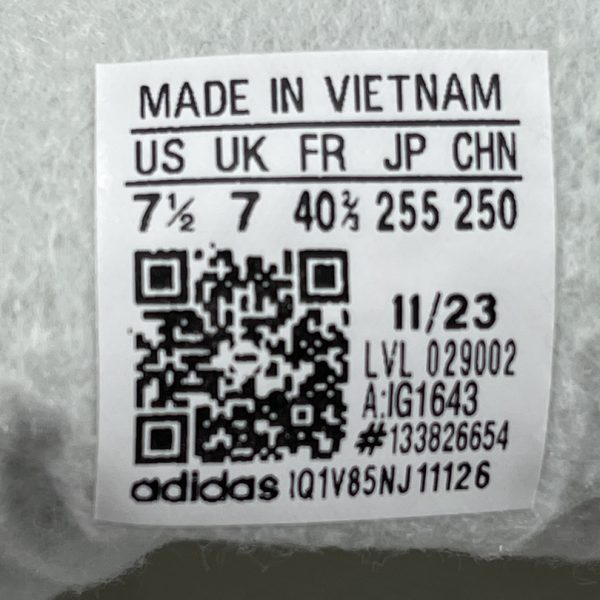 MADE IN VIETNAM
US UK FR JP CHN
7½ 7 40⅔ 255 250
11/23
LVL 029002
A:IG1643
#133826654
adidas 1Q1V85NJ11126